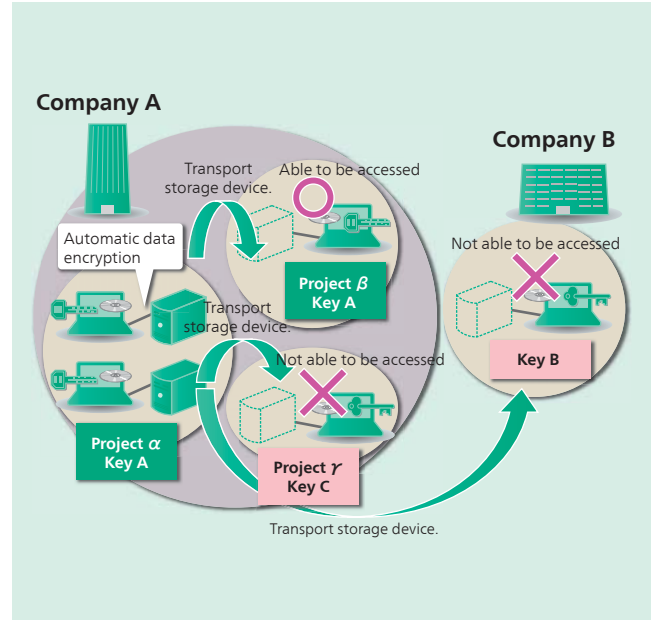 Company A
Company B
Transport
storage device.
Able to be accessed
Automatic data
encryption
Project β
Key A
Not able to be accessed
Transport
storage device.
Not able to be accessed
Key B
Project α
Key A
Project γ
Key C
Transport storage device.